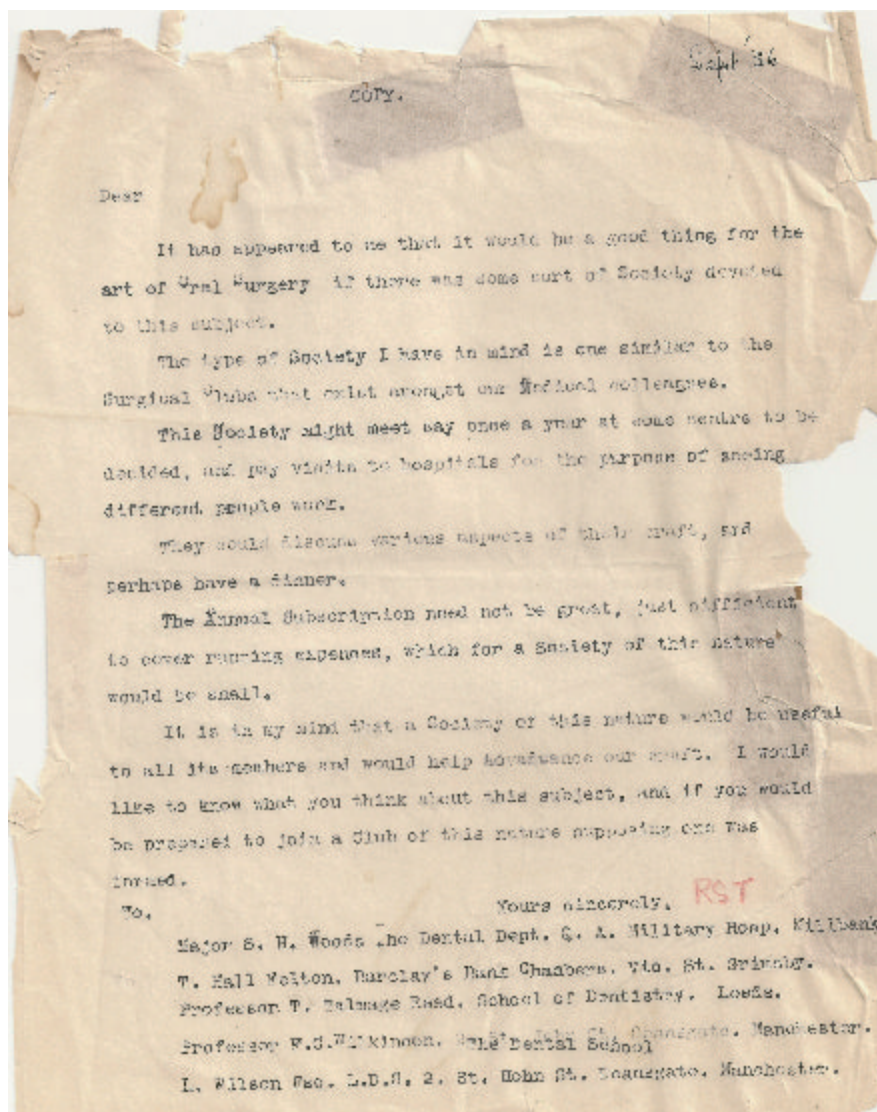 Sept '36
COPY.
Dear
It has appeared to me that it would be a good thing for the
art of Oral Surgery if there was some sort of Society devoted
to this subject.
The type of Society I have in mind is one similar to the
Surgical Clubs that exist amongst our Medical colleagues.
This Society might meet say once a year at some centre to be
decided, and pay visits to hospitals for the purpose of seeing
different people work.
They could discuss various aspects of their craft, and
perhaps have a dinner.
The Annual Subscription need not be great, just sifficient
to cover running expences, which for a Society of this nature
would be small.
It is in my mind that a Society of this nature would be useful
to all its members and would help our craft. I would
like to know what you think about this subject, and if you would
be prepared to join a Club of this nature supposing one was
formed.
To. Yours sincerely. RST
Major S. H. Woods The Dental Dept. Q. A. Military Hosp. Millbank
T. Hall Felton. Barclay's Bank Chambers. Vic. St. Grimsby.
Professor T. Talmage Read. School of Dentistry. Leeds.
Professor F.C.Wilkinson. The Dental School Manchester.
L. Wilson Esq. L.D.S. 2. St. Hohn St. Deansgate. Manchester.